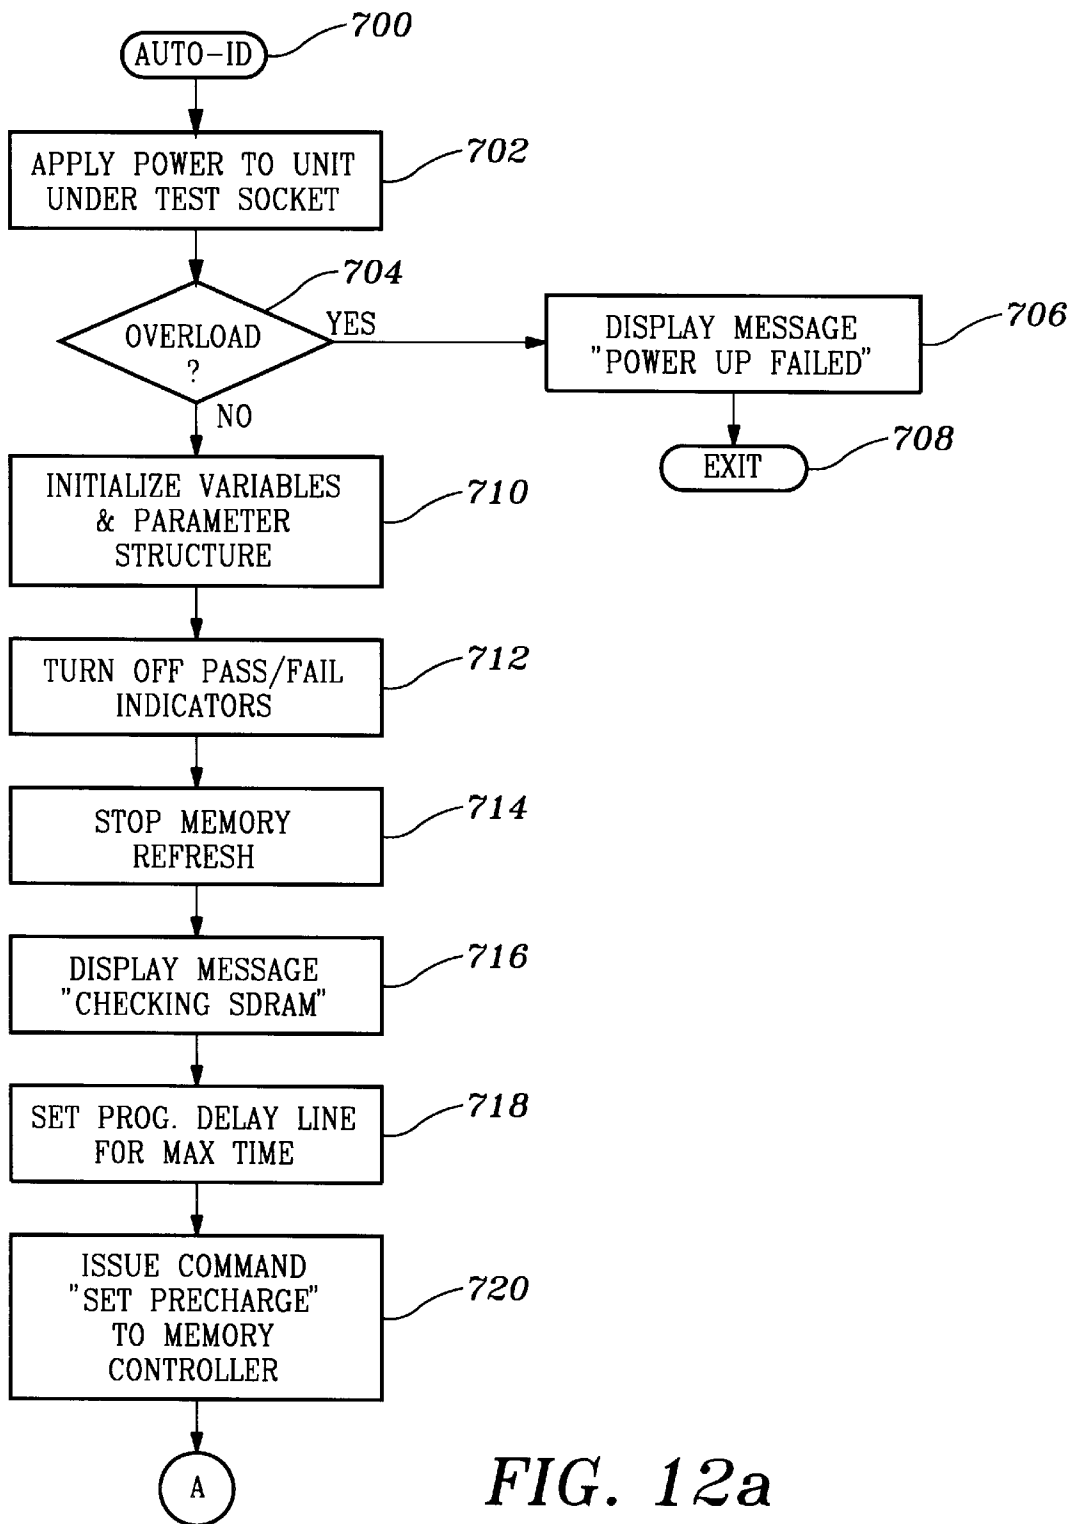 700
AUTO-ID
702
APPLY POWER TO UNIT
UNDER TEST SOCKET
704
OVERLOAD
?
YES
NO
706
DISPLAY MESSAGE
"POWER UP FAILED"
708
EXIT
710
INITIALIZE VARIABLES
& PARAMETER
STRUCTURE
712
TURN OFF PASS/FAIL
INDICATORS
714
STOP MEMORY
REFRESH
716
DISPLAY MESSAGE
"CHECKING SDRAM"
718
SET PROG. DELAY LINE
FOR MAX TIME
720
ISSUE COMMAND
"SET PRECHARGE"
TO MEMORY
CONTROLLER
A
FIG. 12a